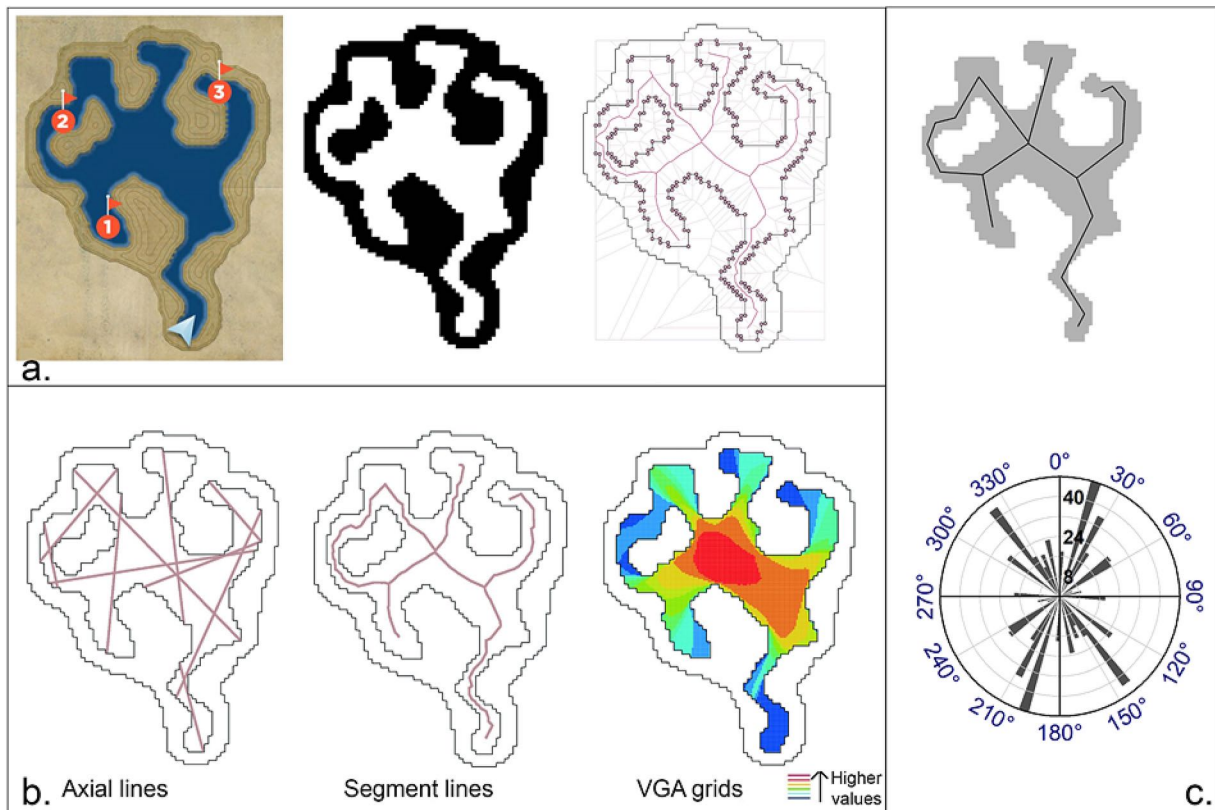 2
3
1
a.
Axial lines
Segment lines
VGA grids
Higher
values
b.
0°
30°
60°
90°
120°
150°
180°
210°
240°
270°
300°
330°
40
24
8
c.